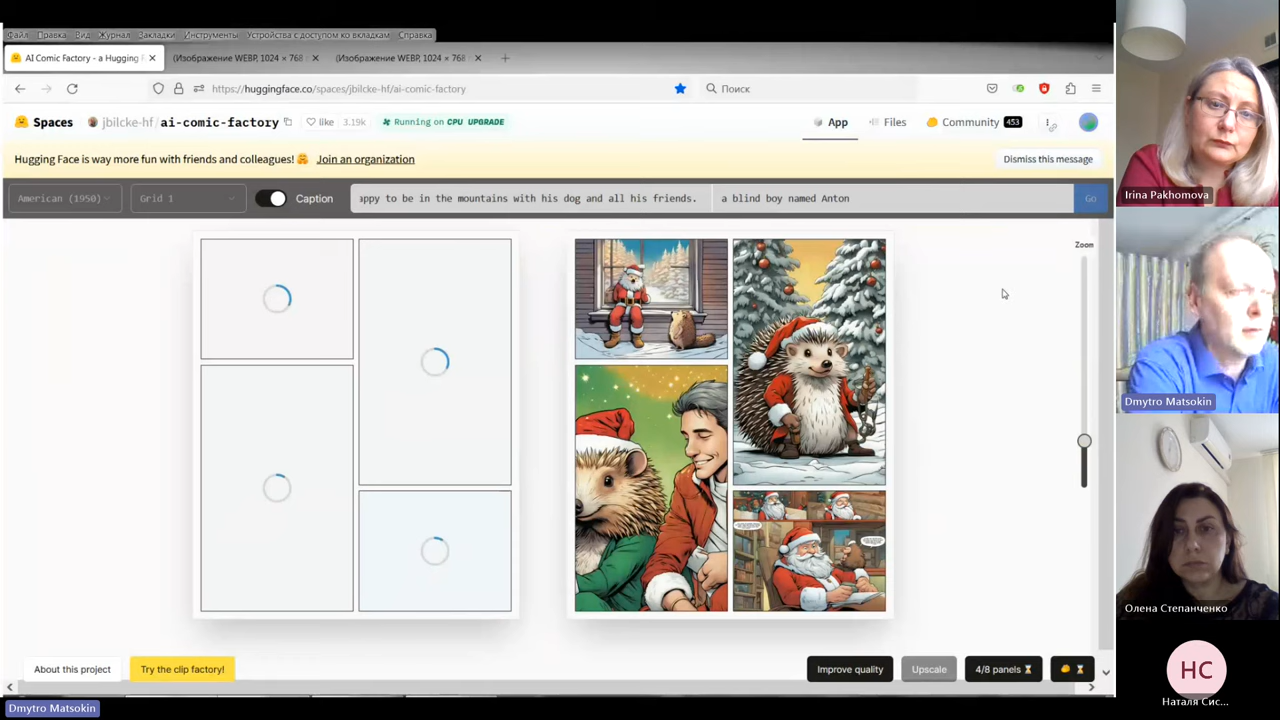 Файл Правка Вид Журнал Закладки Инструменты Устройства с доступом ко вкладкам Справка
AI Comic Factory - a Hugging F
(Изображение WEBP, 1024 × 768
(Изображение WEBP, 1024 × 768
https://huggingface.co/spaces/jbilcke-hf/ai-comic-factory
Поиск
Spaces jbilcke-hf/ai-comic-factory like 3.19k Running on CPU UPGRADE App Files Community 453
Hugging Face is way more fun with friends and colleagues! Join an organization Dismiss this message
American (1950) Grid 1 Caption appy to be in the mountains with his dog and all his friends. a blind boy named Anton Go
Zoom
About this project Try the clip factory! Improve quality Upscale 4/8 panels
Dmytro Matsokin
Irina Pakhomova
Dmytro Matsokin
Олена Степанченко
НС
Наталя Сис...